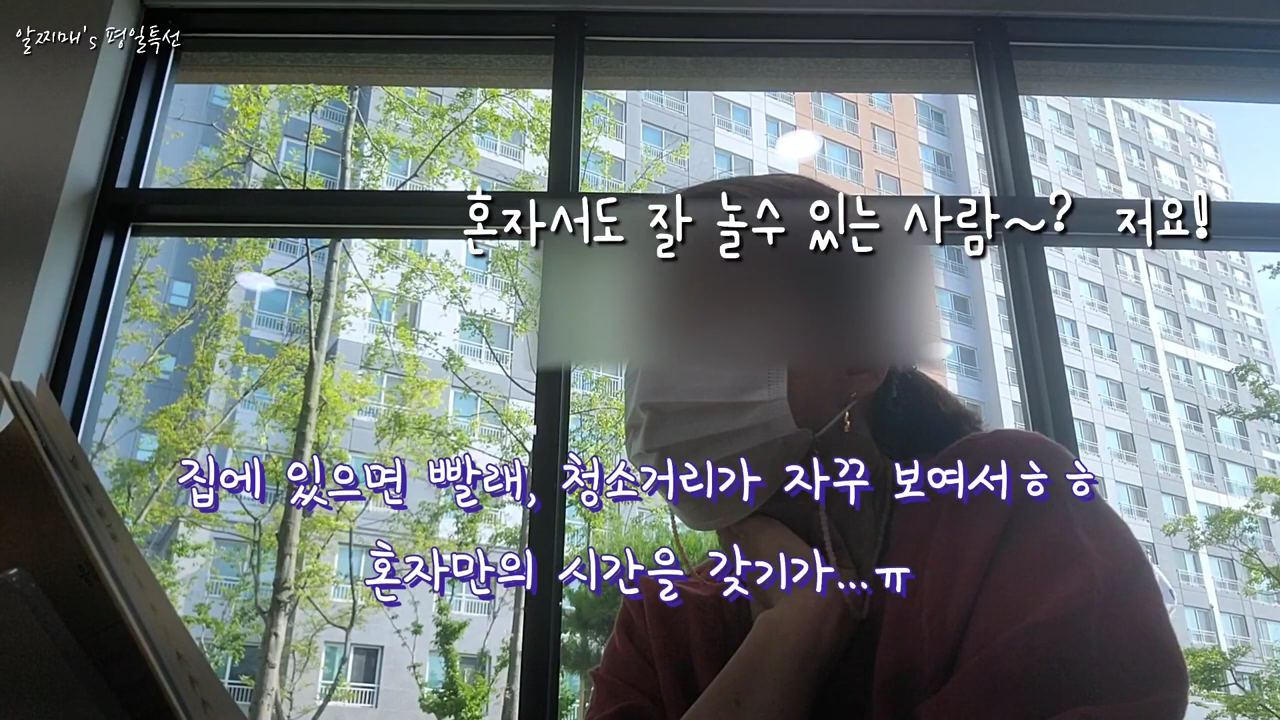 알찌매's 평일특선
혼자서도 잘 놀수 있는 사람~? 저요!
집에 있으면 빨래, 청소거리가 자꾸 보여서ㅎㅎ
혼자만의 시간을 갖기가...ㅠ